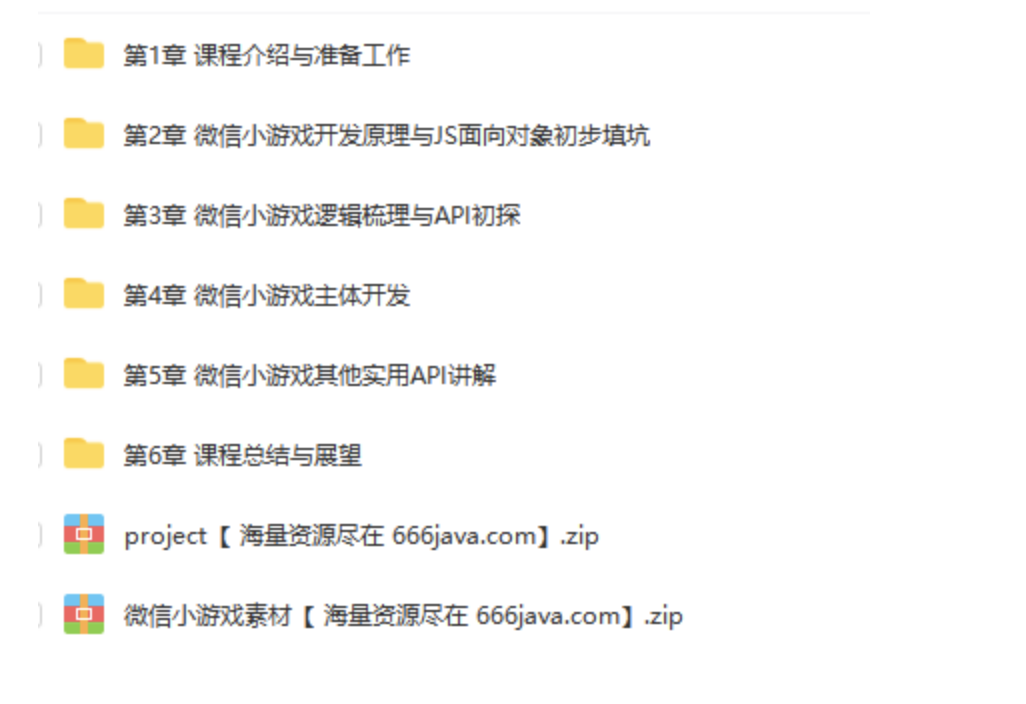 第1章 课程介绍与准备工作
第2章 微信小游戏开发原理与JS面向对象初步填坑
第3章 微信小游戏逻辑梳理与API初探
第4章 微信小游戏主体开发
第5章 微信小游戏其他实用API讲解
第6章 课程总结与展望
project【 海量资源尽在 666java.com】.zip
微信小游戏素材【 海量资源尽在 666java.com】.zip